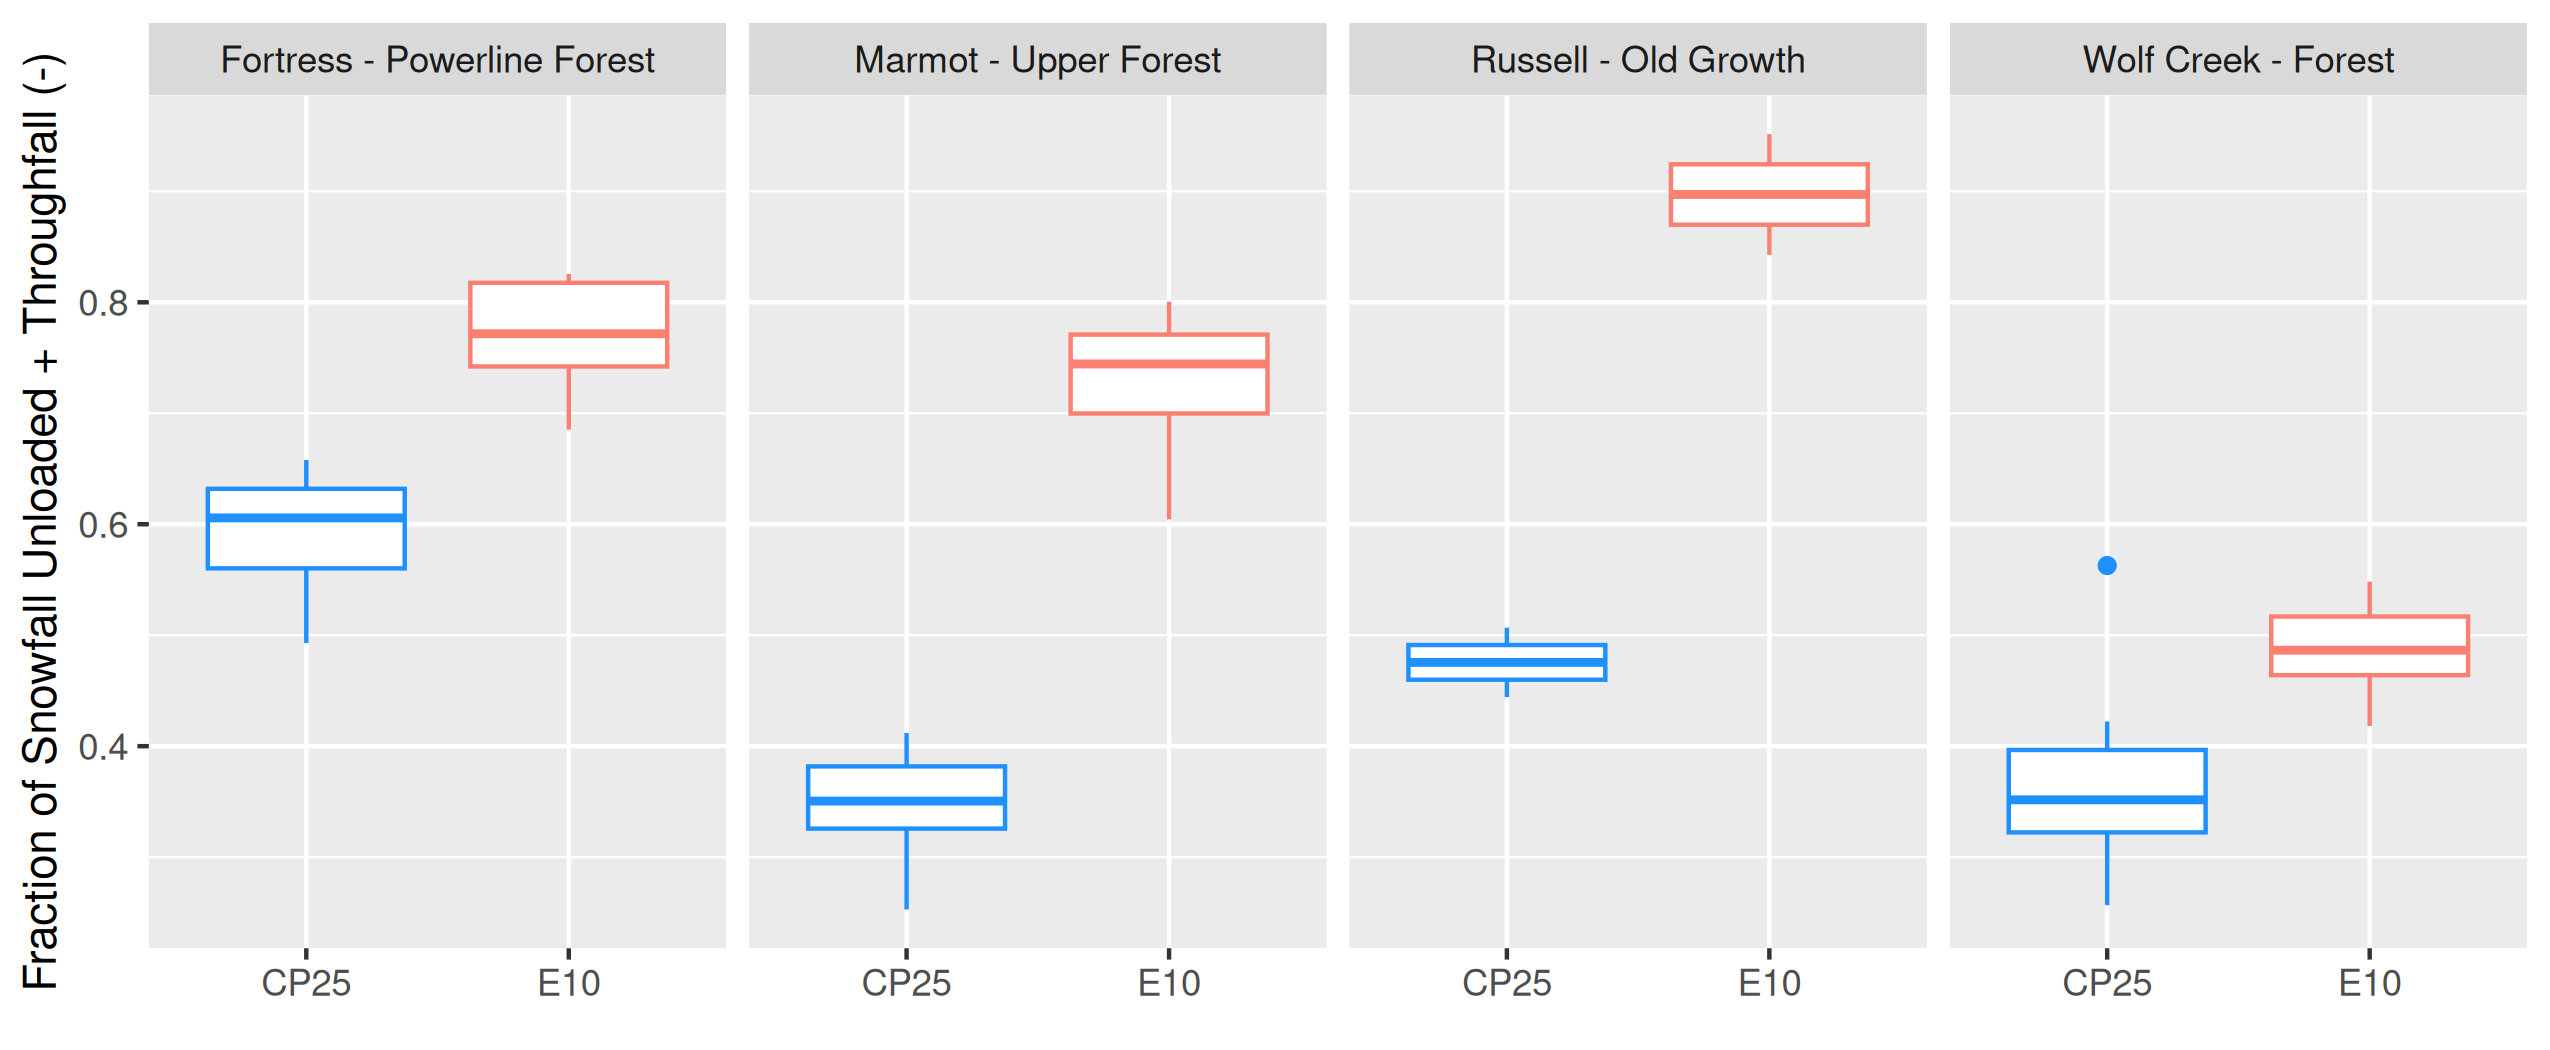 Fraction of Snowfall Unloaded + Throughfall (-)
Fortress - Powerline Forest
Marmot - Upper Forest
Russell - Old Growth
Wolf Creek - Forest
0.8
0.6
0.4
CP25 E10
CP25 E10
CP25 E10
CP25 E10